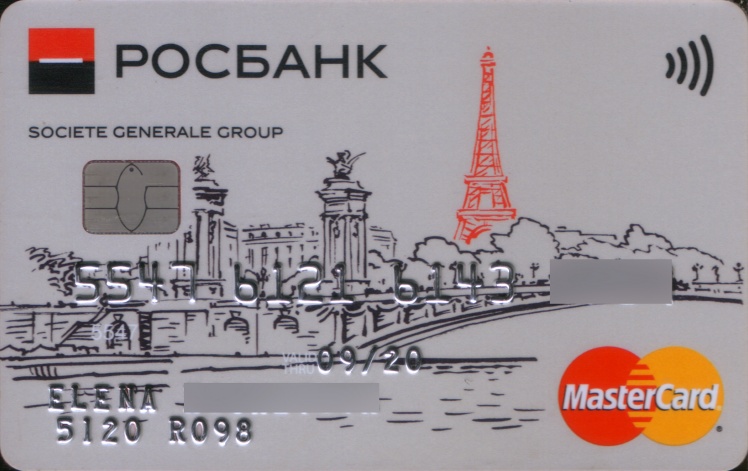 РОСБАНК
SOCIETE GENERALE GROUP
5547 6121 6143
5547
VALID THRU 09/20
ELENA
5120 R098
MasterCard